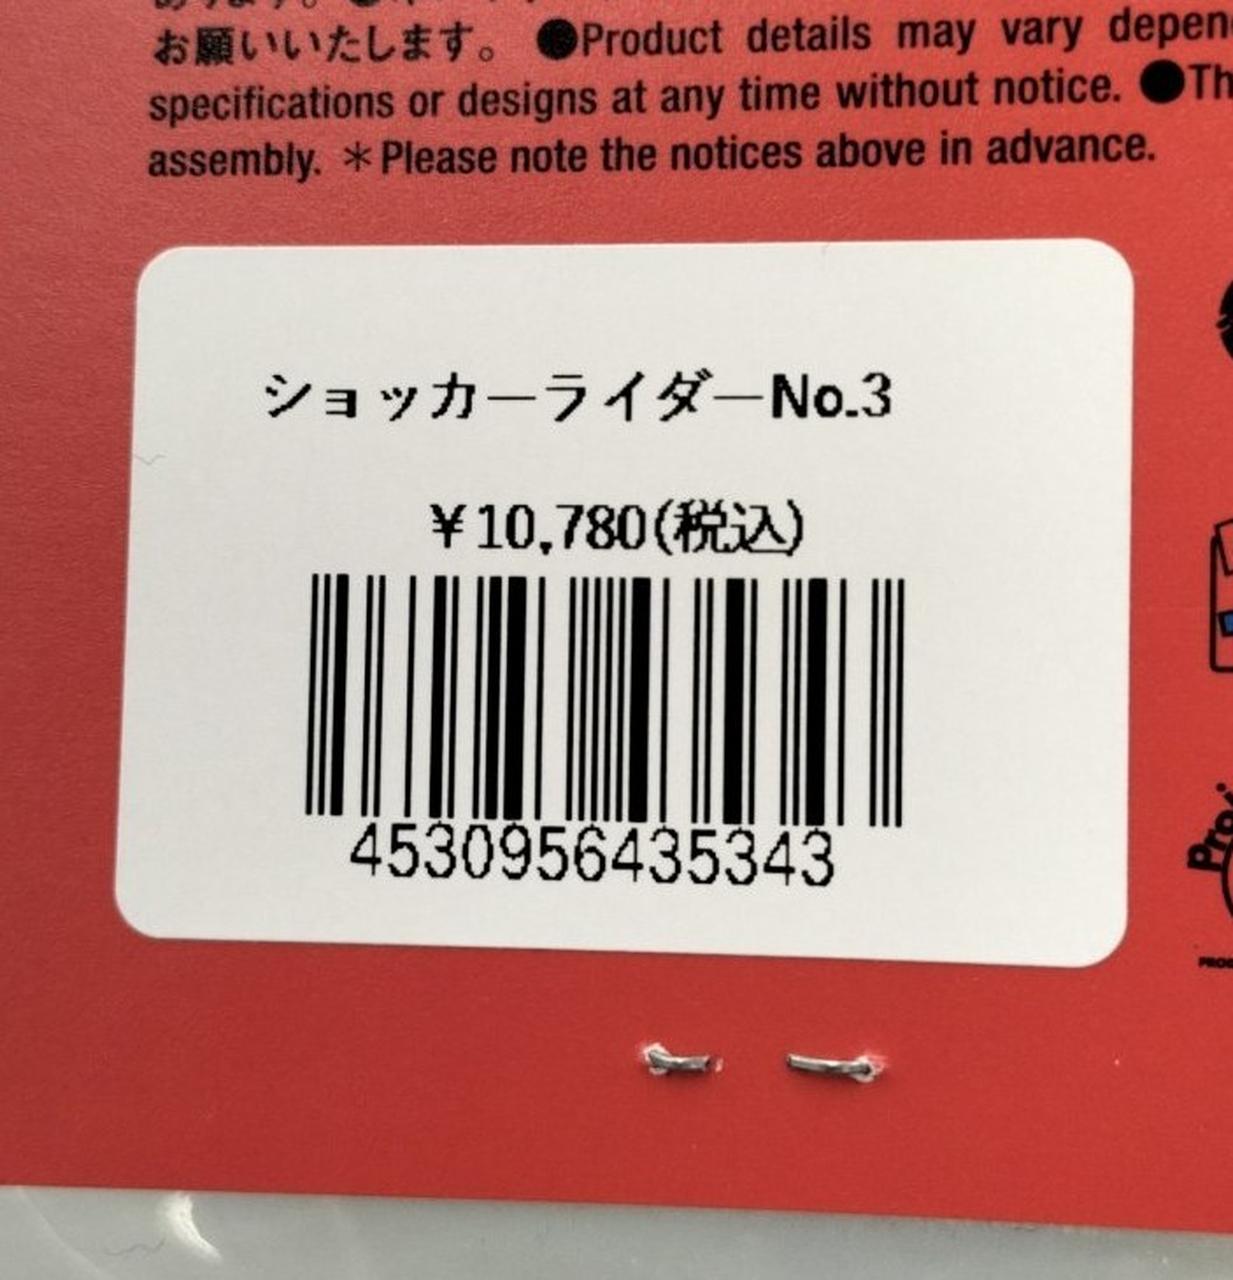 お願いいたします。 ●Product details may vary depen
specifications or designs at any time without notice. ●Th
assembly. ＊Please note the notices above in advance.
ショッカーライダーNo.3
￥10,780(税込)
4530956435343